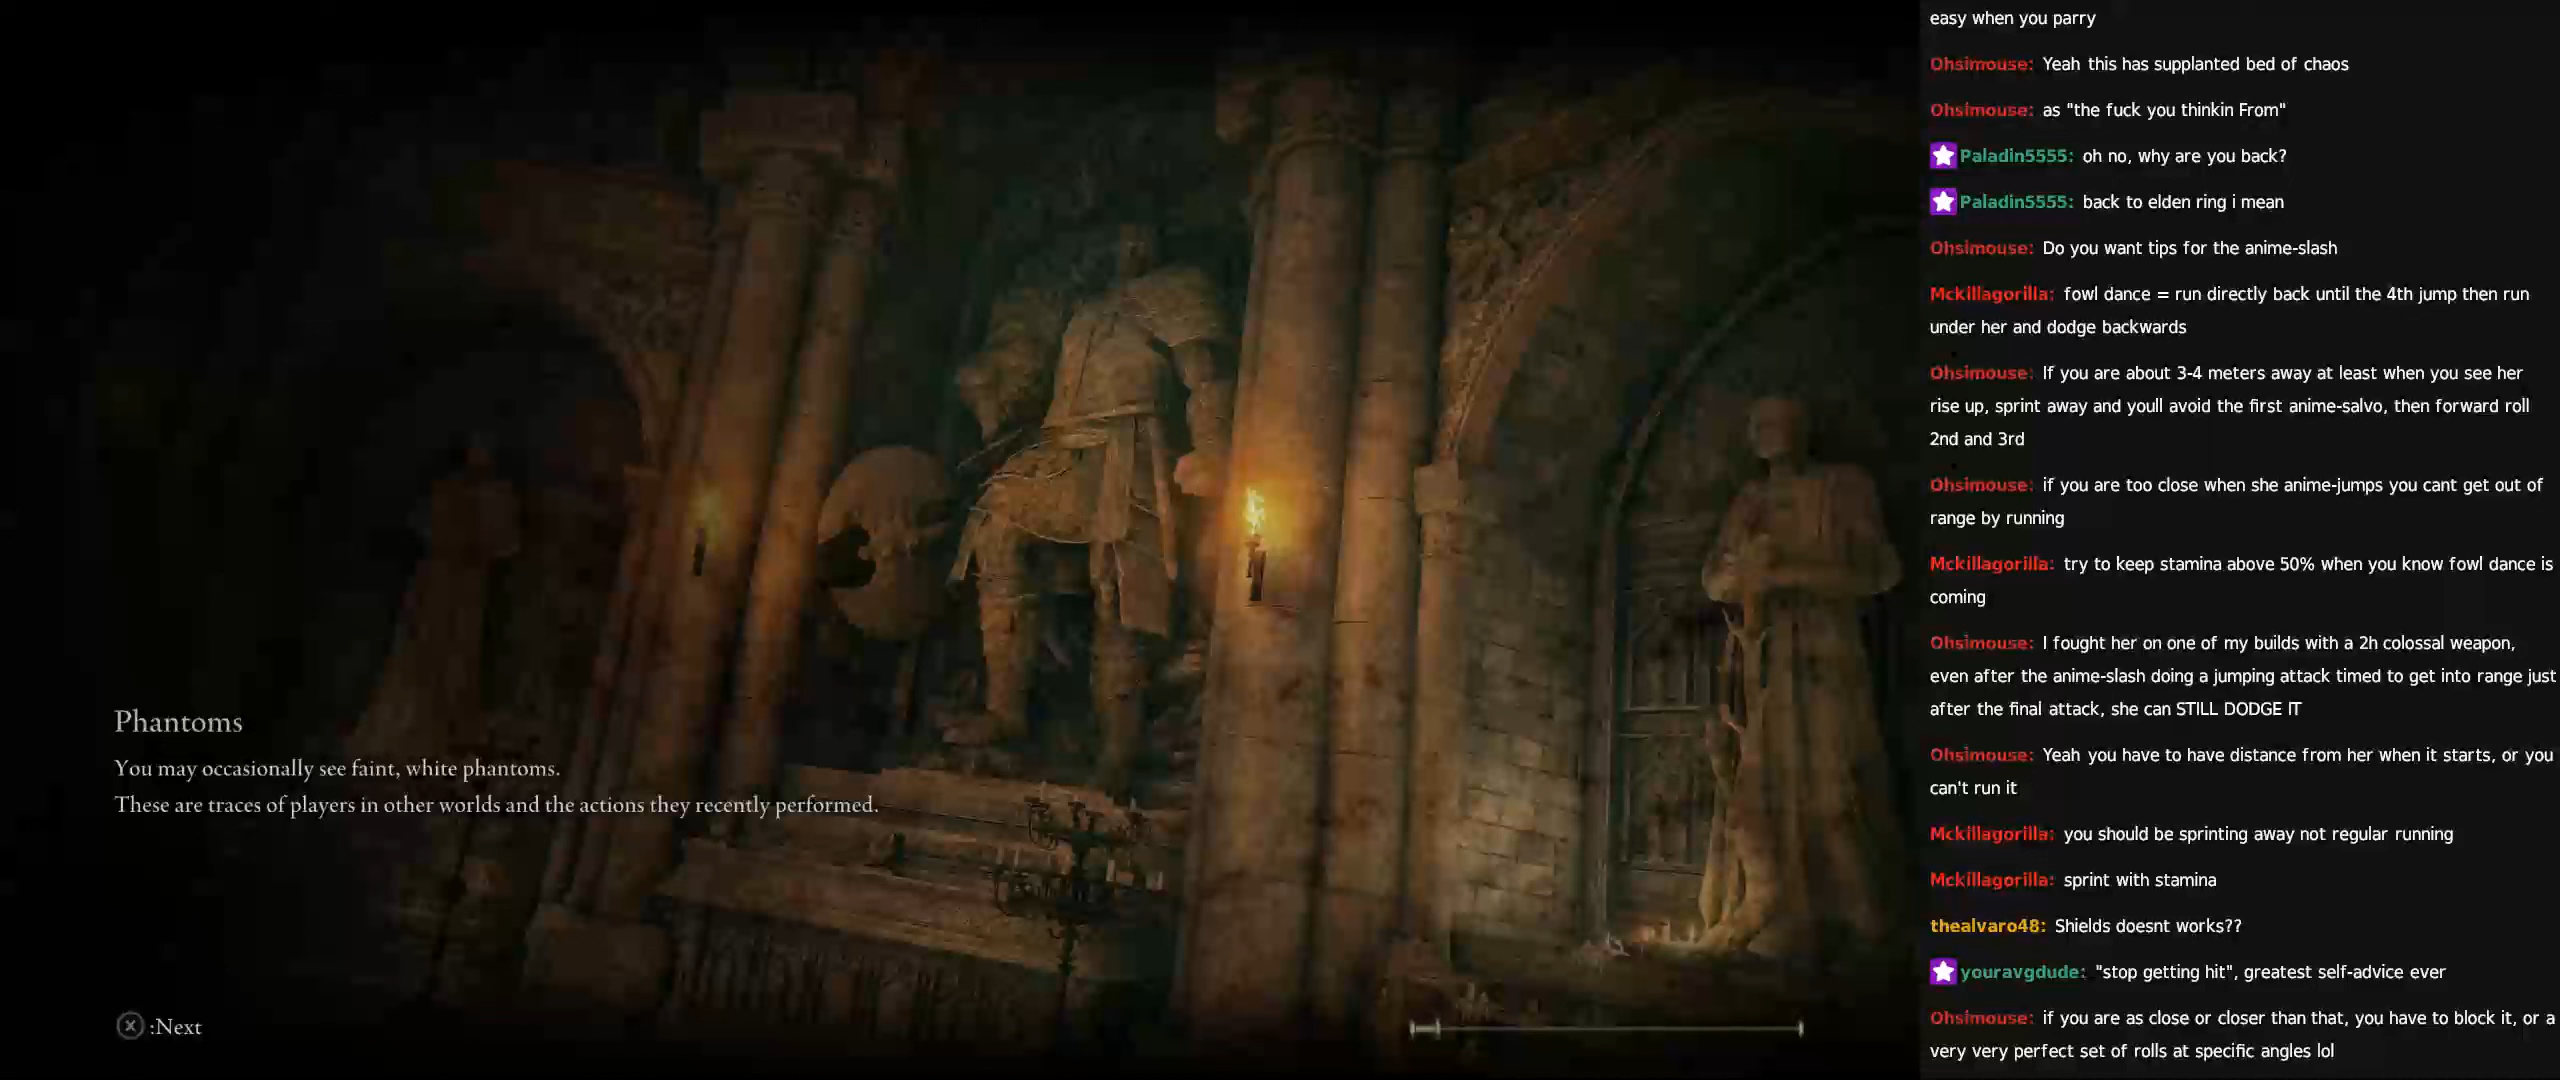 Phantoms
You may occasionally see faint, white phantoms.
These are traces of players in other worlds and the actions they recently performed.
X :Next
easy when you parry
Ohsimouse: Yeah this has supplanted bed of chaos
Ohsimouse: as "the fuck you thinkin From"
Paladin5555: oh no, why are you back?
Paladin5555: back to elden ring i mean
Ohsimouse: Do you want tips for the anime-slash
Mckillagorilla: fowl dance = run directly back until the 4th jump then run
under her and dodge backwards
Ohsimouse: If you are about 3-4 meters away at least when you see her
rise up, sprint away and youll avoid the first anime-salvo, then forward roll
2nd and 3rd
Ohsimouse: if you are too close when she anime-jumps you cant get out of
range by running
Mckillagorilla: try to keep stamina above 50% when you know fowl dance is
coming
Ohsimouse: I fought her on one of my builds with a 2h colossal weapon,
even after the anime-slash doing a jumping attack timed to get into range just
after the final attack, she can STILL DODGE IT
Ohsimouse: Yeah you have to have distance from her when it starts, or you
can't run it
Mckillagorilla: you should be sprinting away not regular running
Mckillagorilla: sprint with stamina
thealvaro48: Shields doesnt works??
youravgdude: "stop getting hit", greatest self-advice ever
Ohsimouse: if you are as close or closer than that, you have to block it, or a
very very perfect set of rolls at specific angles lol